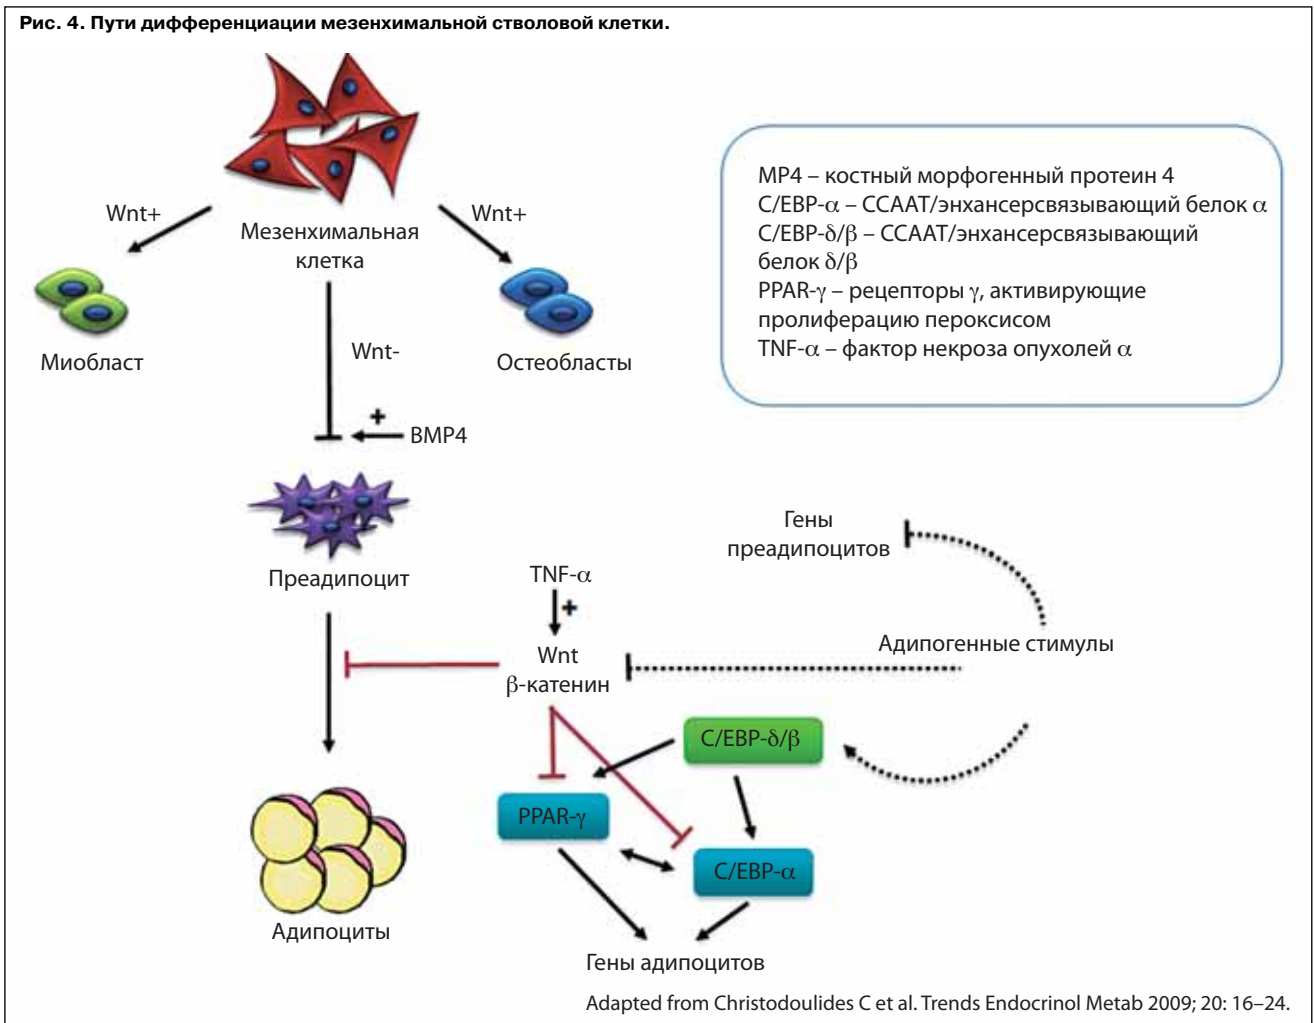 Рис. 4. Пути дифференциации мезенхимальной стволовой клетки.
Wnt+
Мезенхимальная
клетка
Wnt+
Миобласт
Wnt-
Остеобласты
+
BMP4
MP4 – костный морфогенный протеин 4
C/EBP-α – CCAAT/энхансерсвязывающий белок α
C/EBP-δ/β – CCAAT/энхансерсвязывающий
белок δ/β
PPAR-γ – рецепторы γ, активирующие
пролиферацию пероксисом
TNF-α – фактор некроза опухолей α
Преадипоцит
Гены
преадипоцитов
TNF-α
+
Wnt
β-катенин
Адипогенные стимулы
C/EBP-δ/β
PPAR-γ
C/EBP-α
Адипоциты
Гены адипоцитов
Adapted from Christodoulides C et al. Trends Endocrinol Metab 2009; 20: 16–24.